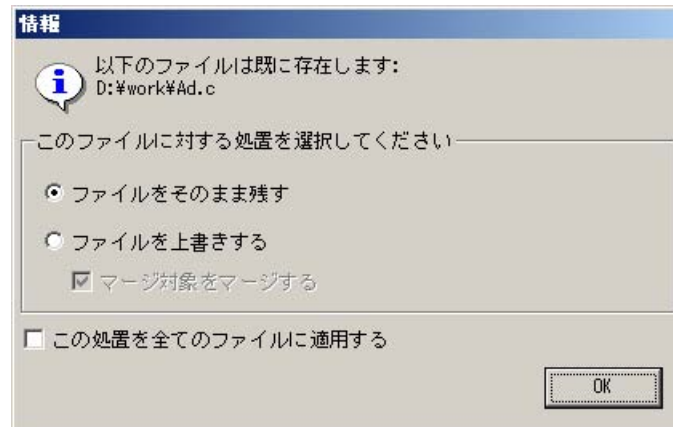 情報
以下のファイルは既に存在します:
D:¥work¥Ad.c
このファイルに対する処置を選択してください
ファイルをそのまま残す
ファイルを上書きする
マージ対象をマージする
この処置を全てのファイルに適用する
OK